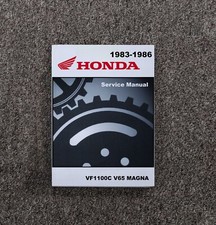 1983-1986
HONDA
Service Manual
VF1100C V65 MAGNA